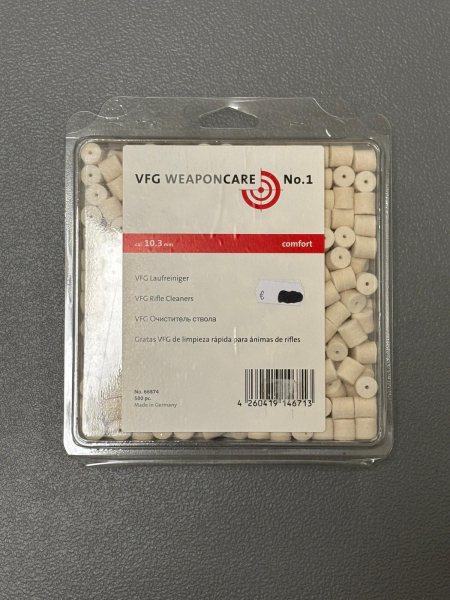 VFG WEAPONCARE No.1
cal. 10.3 mm comfort
VFG Laufreiniger
VFG Rifle Cleaners
VFG Очиститель ствола
Gratas VFG de limpieza rápida para ánimas de rifles
No. 66874
500 pc.
Made in Germany
4 260419 146713